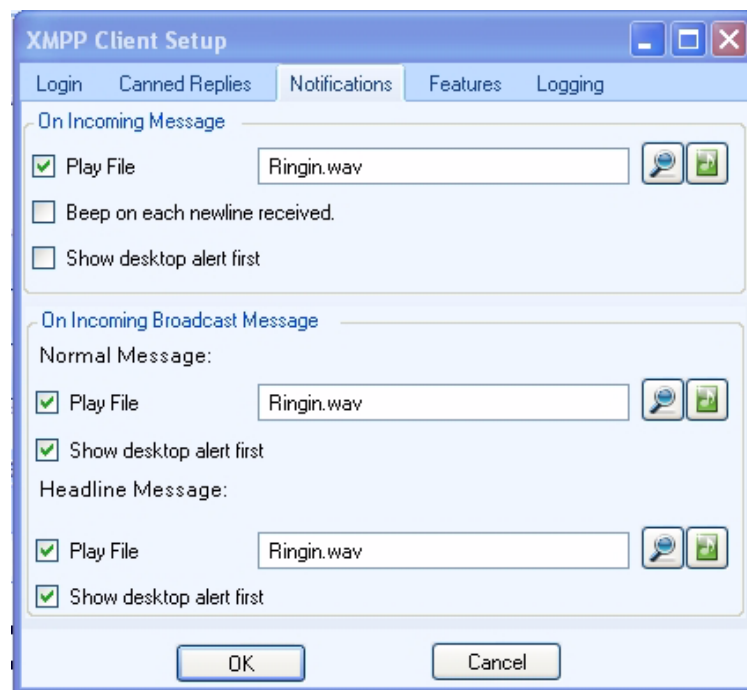 XMPP Client Setup
Login Canned Replies Notifications Features Logging
On Incoming Message
Play File Ringin.wav
Beep on each newline received.
Show desktop alert first
On Incoming Broadcast Message
Normal Message:
Play File Ringin.wav
Show desktop alert first
Headline Message:
Play File Ringin.wav
Show desktop alert first
OK Cancel